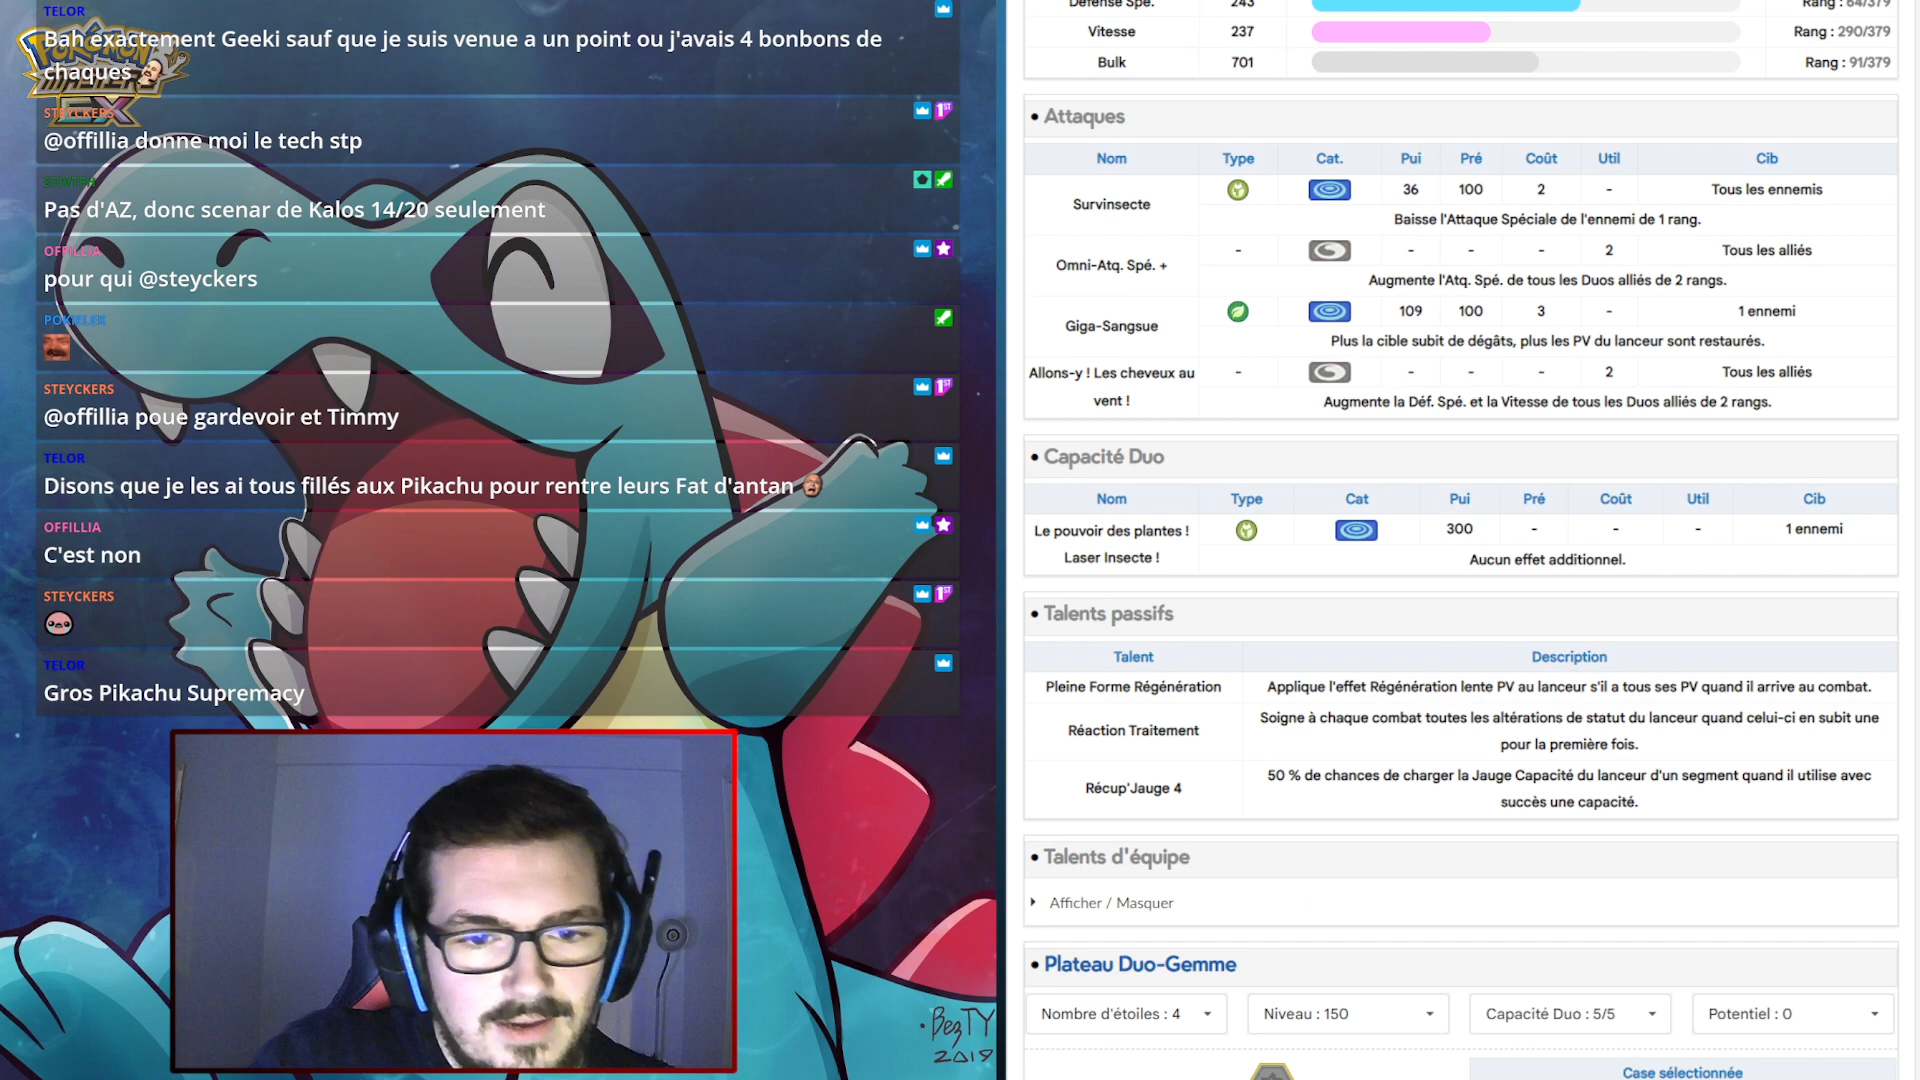 TELOR
Bah exactement Geeki sauf que je suis venue a un point ou j'avais 4 bonbons de
chaques
POKÉMON
MASTERS
EX
STEYCKERS
@offillia donne moi le tech stp
Pas d'AZ, donc scenar de Kalos 14/20 seulement
OFFILLIA
pour qui @steyckers
STEYCKERS
@offillia poue gardevoir et Timmy
TELOR
Disons que je les ai tous fillés aux Pikachu pour rentre leurs Fat d'antan
OFFILLIA
C'est non
STEYCKERS
TELOR
Gros Pikachu Supremacy
BezTY
2019
Défense Spé. 243 Rang : 64/379
Vitesse 237 Rang : 290/379
Bulk 701 Rang : 91/379
• Attaques
Nom Type Cat. Pui Pré Coût Util Cib
Survinsecte 36 100 2 - Tous les ennemis
Baisse l'Attaque Spéciale de l'ennemi de 1 rang.
Omni-Atq. Spé. + - - - - 2 Tous les alliés
Augmente l'Atq. Spé. de tous les Duos alliés de 2 rangs.
Giga-Sangsue 109 100 3 - 1 ennemi
Plus la cible subit de dégâts, plus les PV du lanceur sont restaurés.
Allons-y ! Les cheveux au
vent !
- - - - 2 Tous les alliés
Augmente la Déf. Spé. et la Vitesse de tous les Duos alliés de 2 rangs.
• Capacité Duo
Nom Type Cat Pui Pré Coût Util Cib
Le pouvoir des plantes !
Laser Insecte !
300 - - - 1 ennemi
Aucun effet additionnel.
• Talents passifs
Talent Description
Pleine Forme Régénération Applique l'effet Régénération lente PV au lanceur s'il a tous ses PV quand il arrive au combat.
Réaction Traitement Soigne à chaque combat toutes les altérations de statut du lanceur quand celui-ci en subit une
pour la première fois.
Récup'Jauge 4 50 % de chances de charger la Jauge Capacité du lanceur d'un segment quand il utilise avec
succès une capacité.
• Talents d'équipe
Afficher / Masquer
• Plateau Duo-Gemme
Nombre d'étoiles : 4 Niveau : 150 Capacité Duo : 5/5 Potentiel : 0
Case sélectionnée